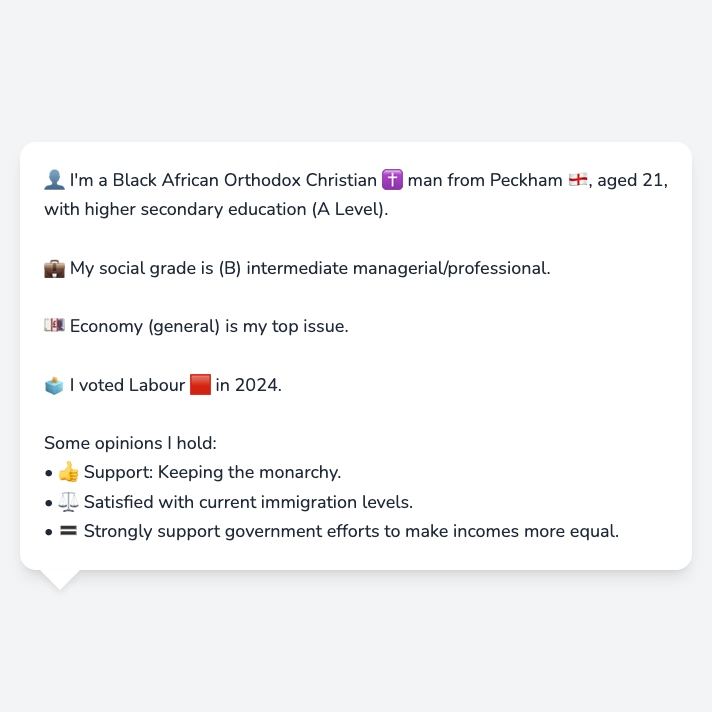 👤 I'm a Black African Orthodox Christian ✝️ man from Peckham 🏴󠁧󠁢󠁥󠁮󠁧󠁿, aged 21,
with higher secondary education (A Level).
💼 My social grade is (B) intermediate managerial/professional.
💷 Economy (general) is my top issue.
🗳️ I voted Labour 🟥 in 2024.
Some opinions I hold:
• 👍 Support: Keeping the monarchy.
• ⚖️ Satisfied with current immigration levels.
• 🟰 Strongly support government efforts to make incomes more equal.